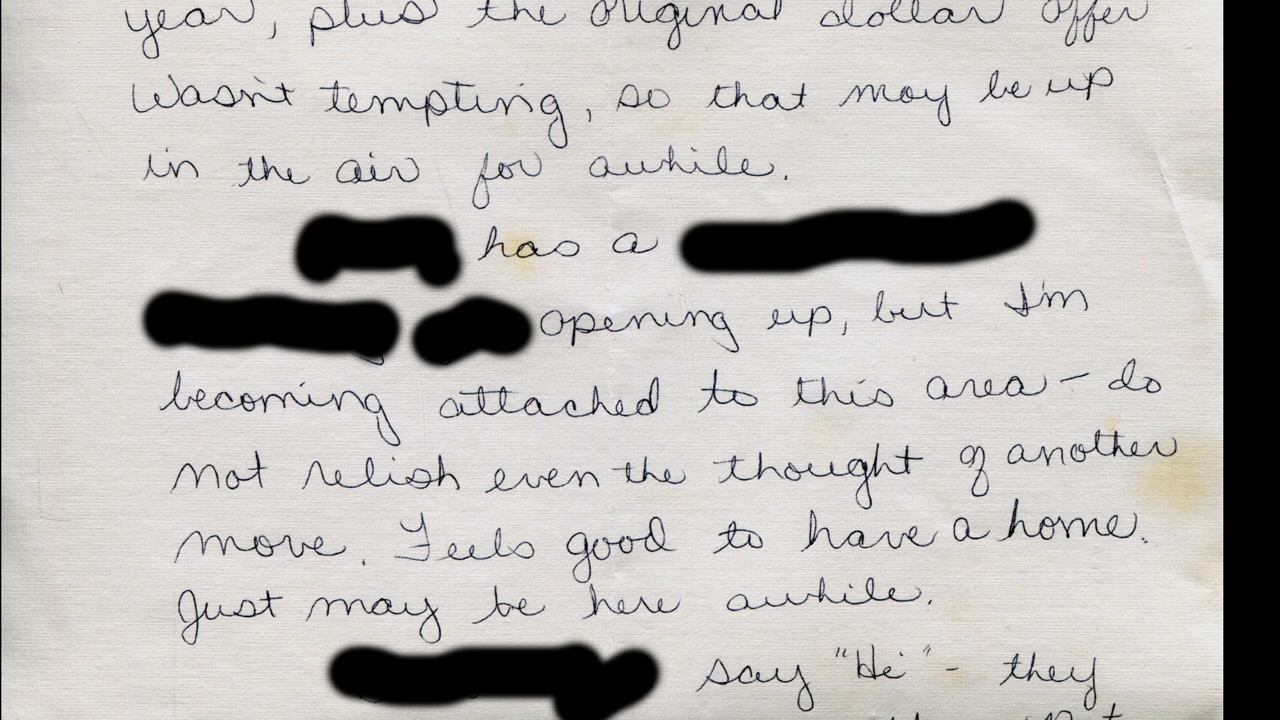 year, plus the original dollar offer
wasn't tempting, so that may be up
in the air for awhile.
has a
opening up, but I'm
becoming attached to this area - do
not relish even the thought of another
move. Feels good to have a home.
Just may be here awhile.
say "Hi" - they